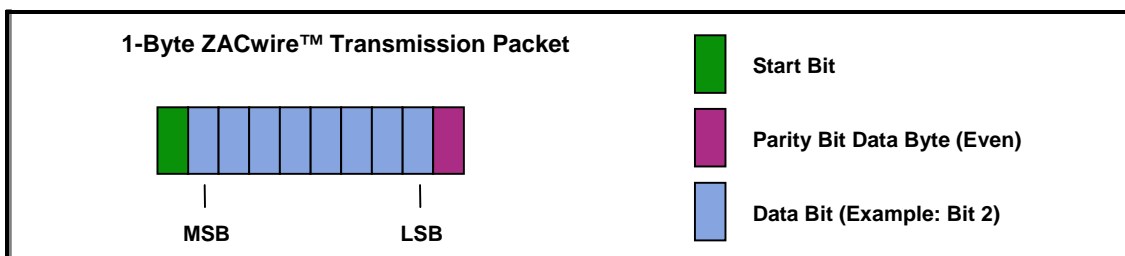 1-Byte ZACwire™ Transmission Packet
Start Bit
Parity Bit Data Byte (Even)
Data Bit (Example: Bit 2)
MSB LSB